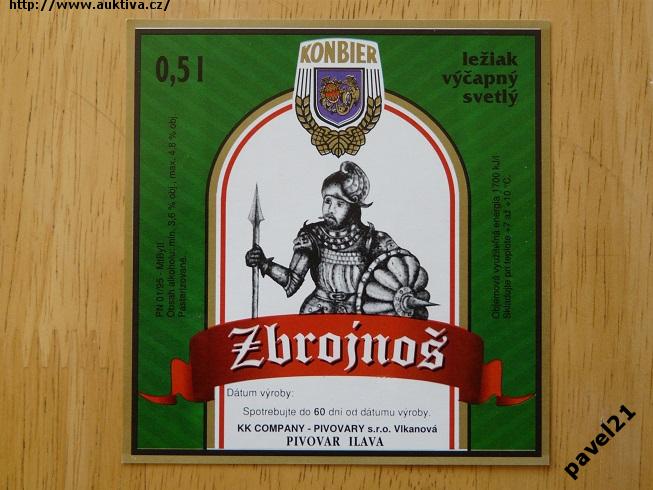 http://www.auktiva.cz/
0,5 l
KONBIER
ležiak
výčapný
svetlý
PN 01/95 - MiBylI
Obsah alkoholu: min. 3,6 % obj., max. 4,8 % obj.
Pasterizované.
Objemová využiteľná energia 1700 kJ/l
Skladujte pri teplote +7 až +10 °C.
Zbrojnoš
Dátum výroby:
Spotrebujte do 60 dní od dátumu výroby.
KK COMPANY - PIVOVARY s.r.o. Vlkanová
PIVOVAR ILAVA
pavel21